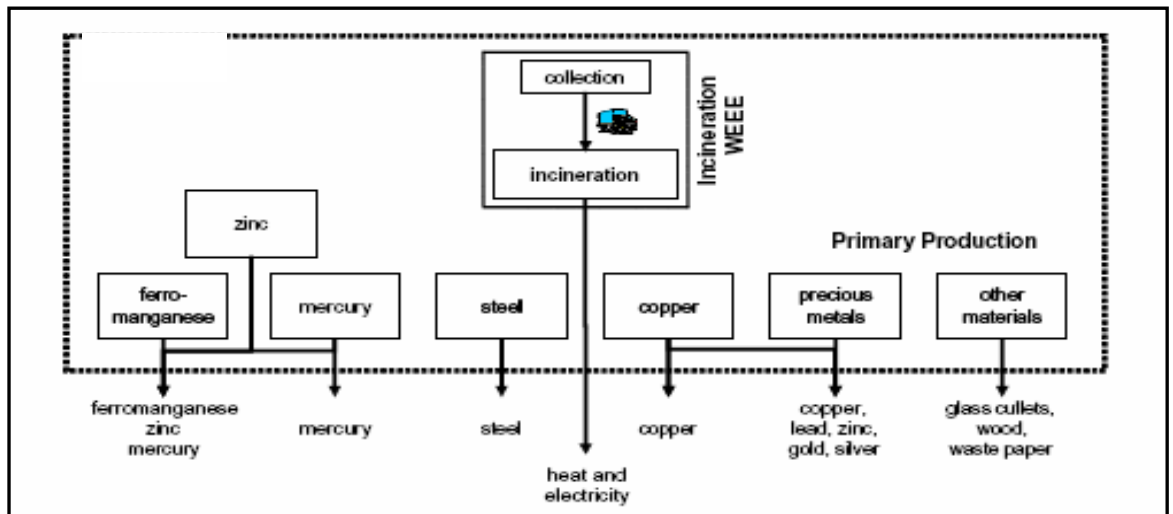 collection
incineration
Incineration
WEEE
zinc
Primary Production
ferro-
manganese
mercury
steel
copper
precious
metals
other
materials
ferromanganese
zinc
mercury
mercury
steel
copper
copper,
lead, zinc,
gold, silver
glass cullets,
wood,
waste paper
heat and
electricity